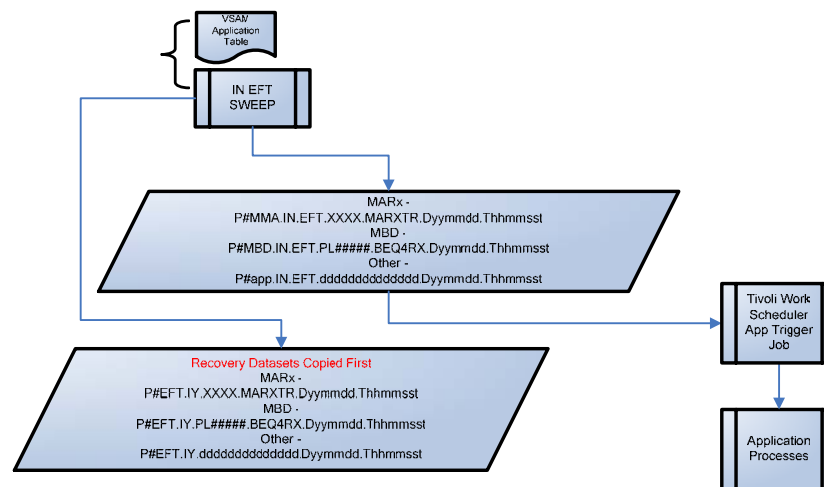 VSAM
Application
Table
IN EFT
SWEEP
MARx -
P#MMA.IN.EFT.XXXX.MARXTR.Dyymmdd.Thhmmsst
MBD -
P#MBD.IN.EFT.PL#####.BEQ4RX.Dyymmdd.Thhmmsst
Other -
P#app.IN.EFT.dddddddddddddd.Dyymmdd.Thhmmsst
Tivoli Work
Scheduler
App Trigger
Job
Recovery Datasets Copied First
MARx -
P#EFT.IY.XXXX.MARXTR.Dyymmdd.Thhmmsst
MBD -
P#EFT.IY.PL#####.BEQ4RX.Dyymmdd.Thhmmsst
Other -
P#EFT.IY.dddddddddddddd.Dyymmdd.Thhmmsst
Application
Processes